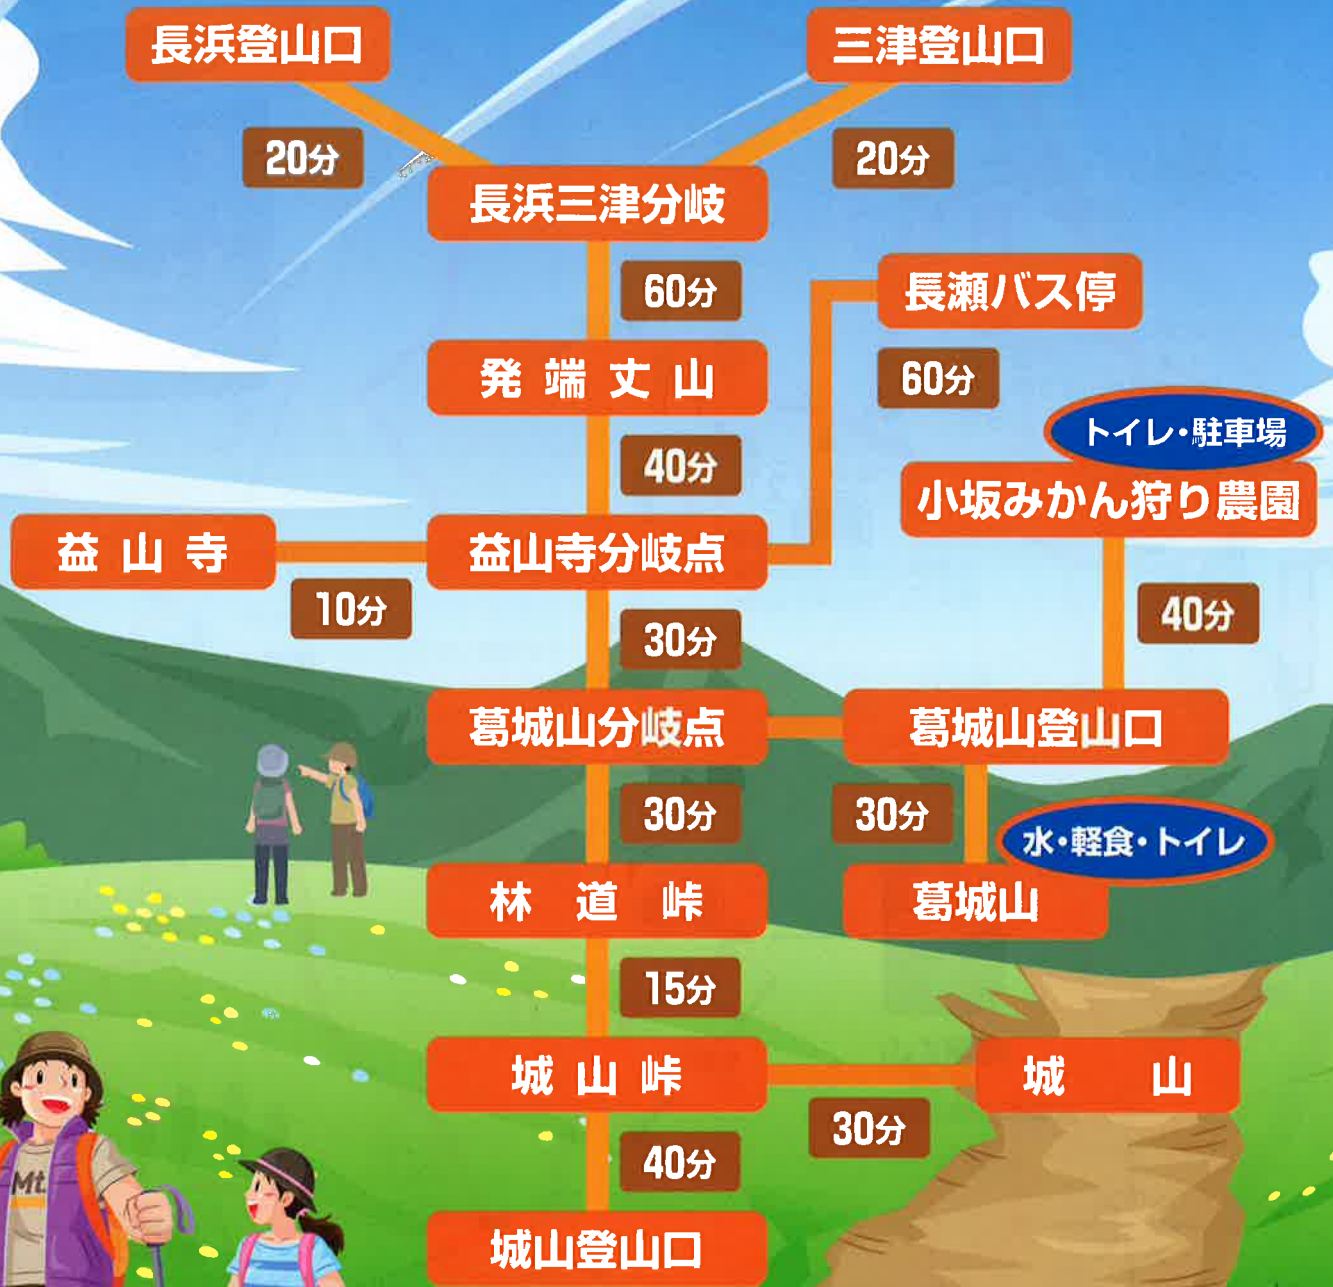 長浜登山口
三津登山口
20分
20分
長浜三津分岐
60分
長瀬バス停
発端丈山
60分
40分
トイレ・駐車場
小坂みかん狩り農園
益山寺
益山寺分岐点
10分
40分
30分
葛城山分岐点
葛城山登山口
30分
30分
水・軽食・トイレ
林道峠
葛城山
15分
城山峠
城山
30分
40分
Mt.
城山登山口